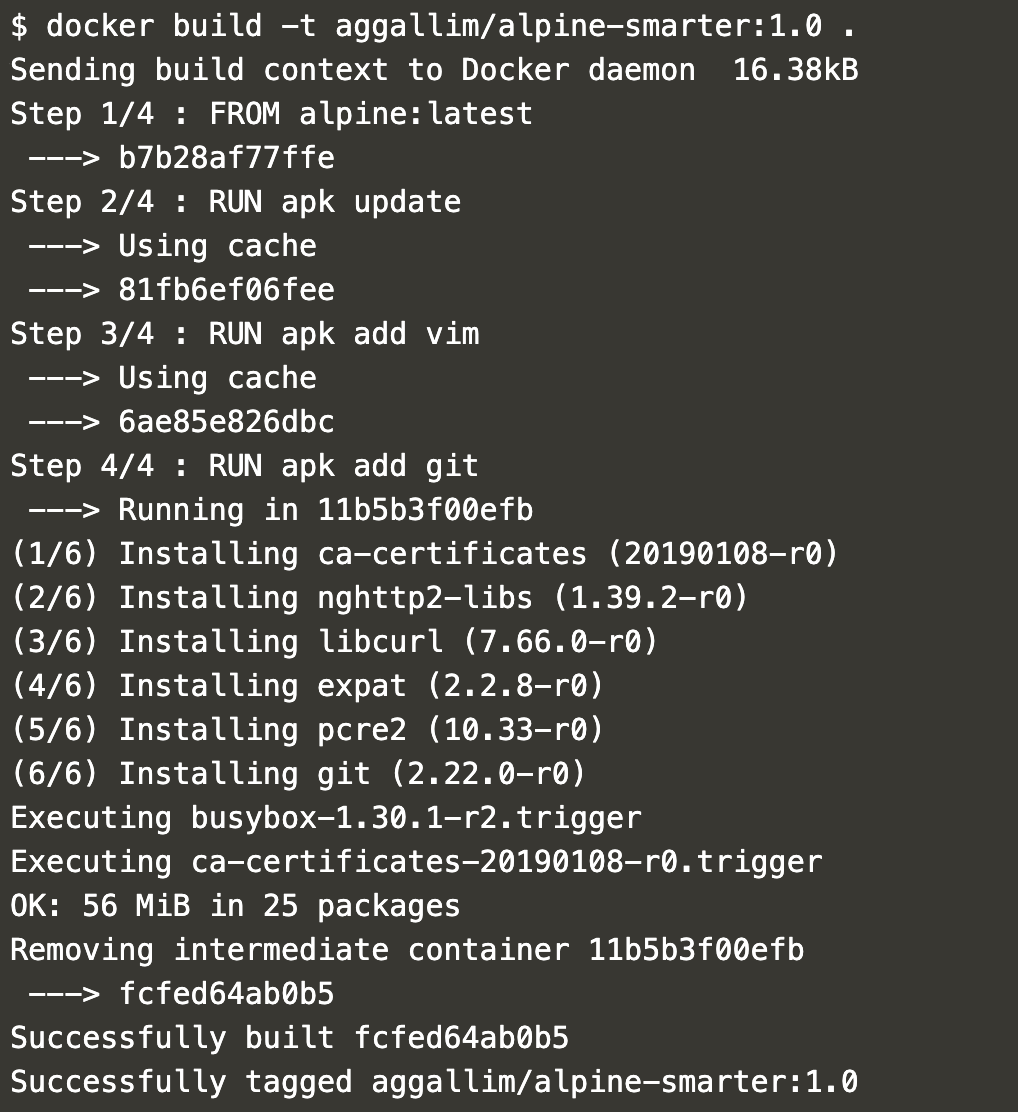 $ docker build -t aggallim/alpine-smarter:1.0 .
Sending build context to Docker daemon  16.38kB
Step 1/4 : FROM alpine:latest
 ---> b7b28af77ffe
Step 2/4 : RUN apk update
 ---> Using cache
 ---> 81fb6ef06fee
Step 3/4 : RUN apk add vim
 ---> Using cache
 ---> 6ae85e826dbc
Step 4/4 : RUN apk add git
 ---> Running in 11b5b3f00efb
(1/6) Installing ca-certificates (20190108-r0)
(2/6) Installing nghttp2-libs (1.39.2-r0)
(3/6) Installing libcurl (7.66.0-r0)
(4/6) Installing expat (2.2.8-r0)
(5/6) Installing pcre2 (10.33-r0)
(6/6) Installing git (2.22.0-r0)
Executing busybox-1.30.1-r2.trigger
Executing ca-certificates-20190108-r0.trigger
OK: 56 MiB in 25 packages
Removing intermediate container 11b5b3f00efb
 ---> fcfed64ab0b5
Successfully built fcfed64ab0b5
Successfully tagged aggallim/alpine-smarter:1.0